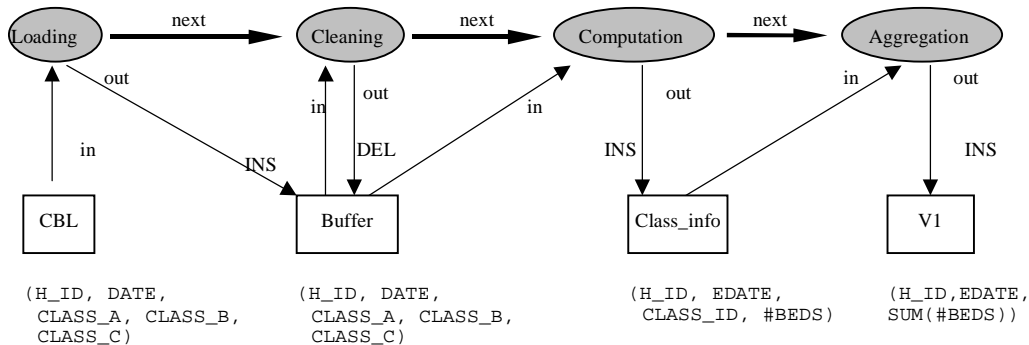 next
next
next
Loading
Cleaning
Computation
Aggregation
out
in
out
in
out
in
out
in
INS
DEL
INS
INS
CBL
Buffer
Class_info
V1
(H_ID, DATE,
CLASS_A, CLASS_B,
CLASS_C)
(H_ID, DATE,
CLASS_A, CLASS_B,
CLASS_C)
(H_ID, EDATE,
CLASS_ID, #BEDS)
(H_ID,EDATE,
SUM(#BEDS))